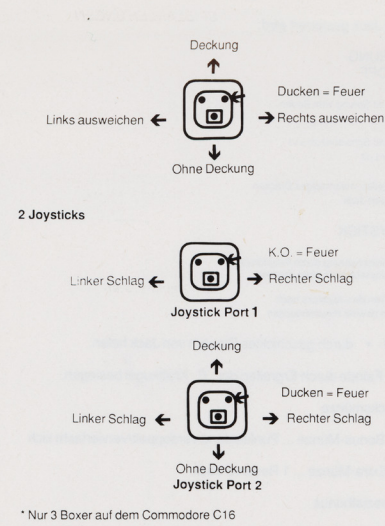 Deckung
Ducken = Feuer
Links ausweichen
Rechts ausweichen
Ohne Deckung
2 Joysticks
K.O. = Feuer
Linker Schlag
Rechter Schlag
Joystick Port 1
Deckung
Ducken = Feuer
Linker Schlag
Rechter Schlag
Ohne Deckung
Joystick Port 2
* Nur 3 Boxer auf dem Commodore C16